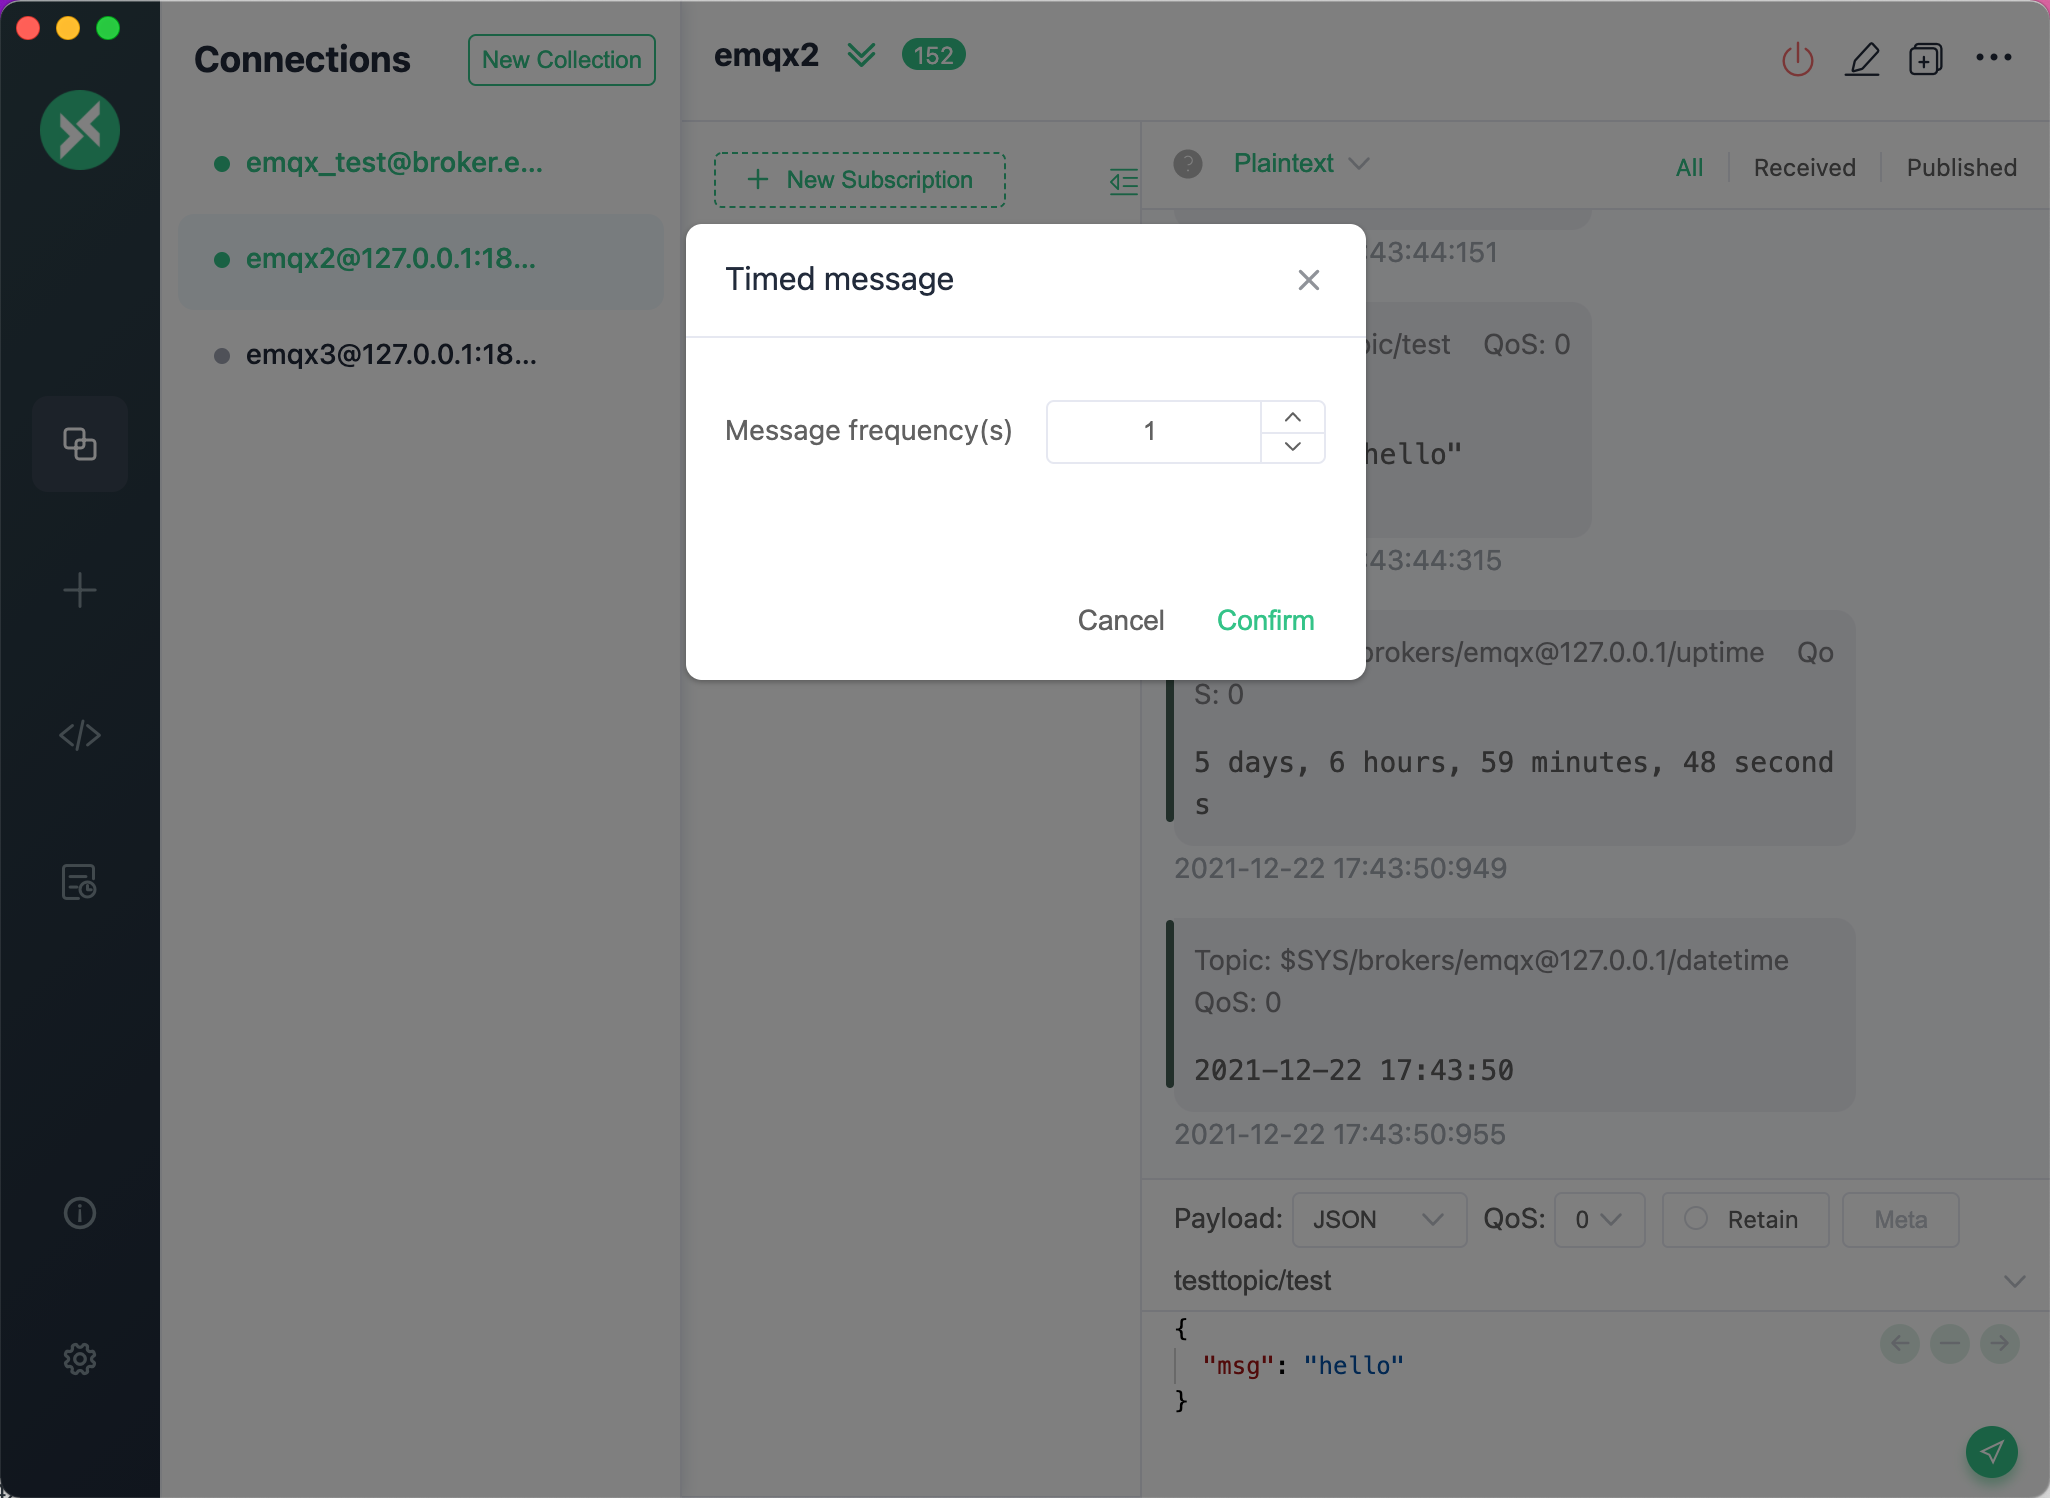 Connections
New Collection
emqx_test@broker.e...
emqx2@127.0.0.1:18...
emqx3@127.0.0.1:18...
emqx2
152
New Subscription
Plaintext
All
Received
Published
:43:44:151
Timed message
Message frequency(s)
1
Cancel
Confirm
ic/test QoS: 0
hello"
:43:44:315
brokers/emqx@127.0.0.1/uptime Qo
S: 0
5 days, 6 hours, 59 minutes, 48 second
s
2021-12-22 17:43:50:949
Topic: $SYS/brokers/emqx@127.0.0.1/datetime
QoS: 0
2021-12-22 17:43:50
2021-12-22 17:43:50:955
Payload: JSON QoS: 0 Retain Meta
testtopic/test
{
"msg": "hello"
}